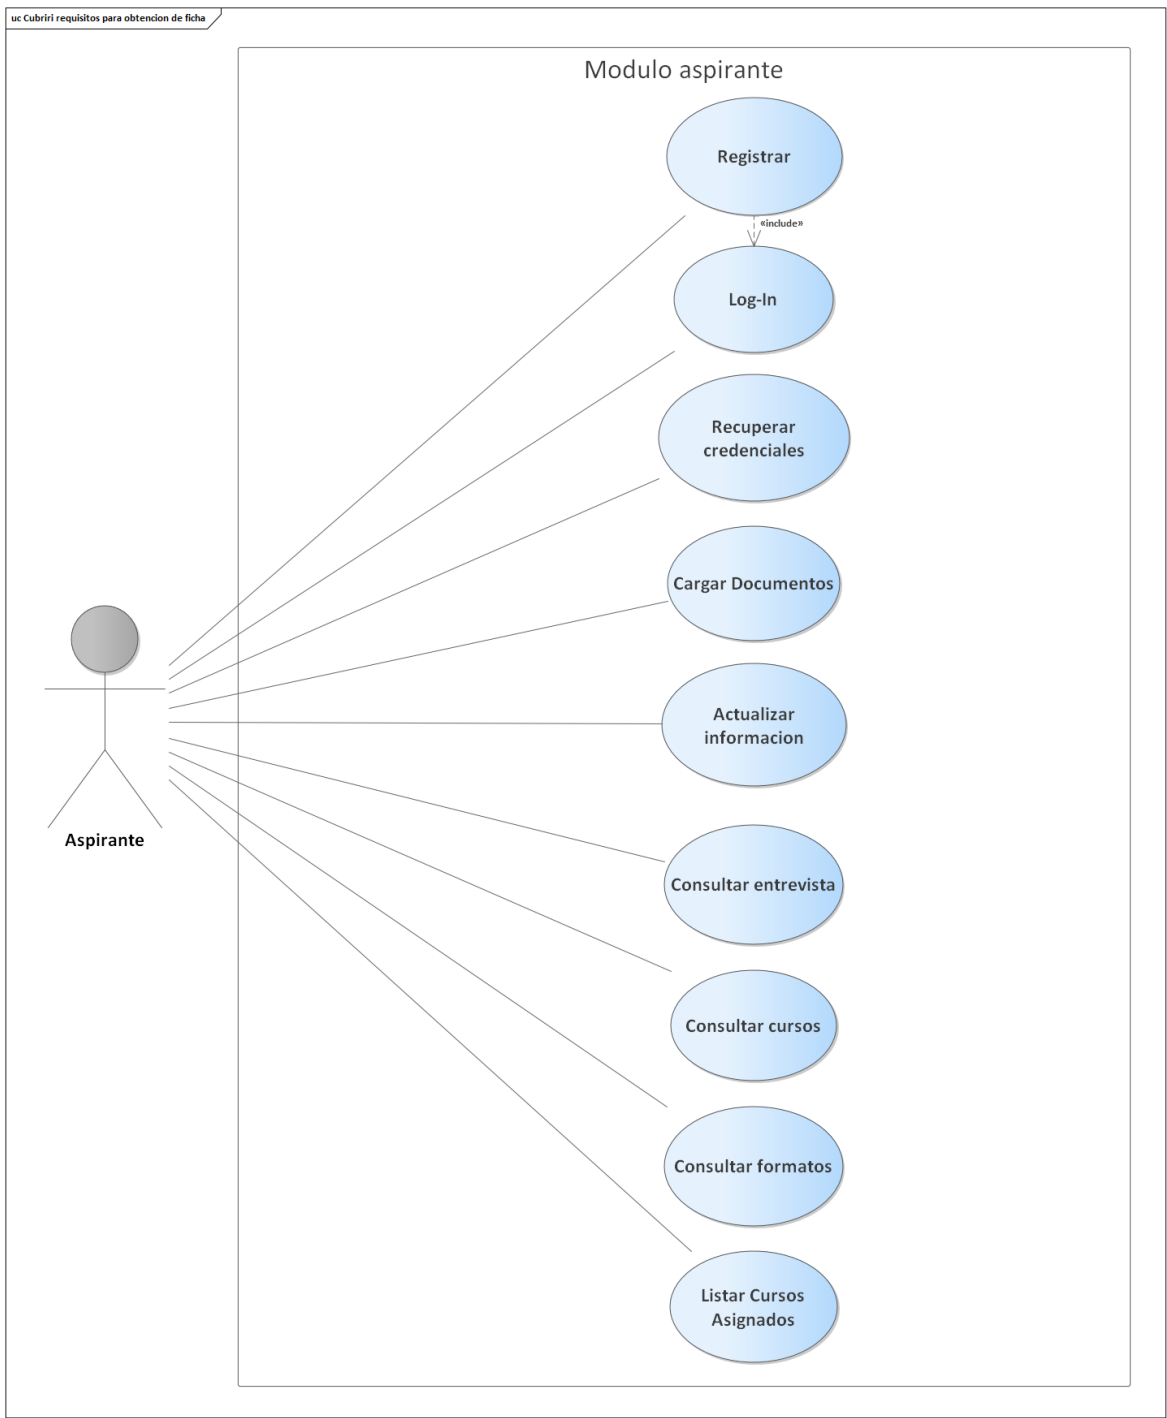 uc Cubriri requisitos para obtencion de ficha
Modulo aspirante
Registrar
«include»
Log-In
Recuperar
credenciales
Cargar Documentos
Actualizar
informacion
Aspirante
Consultar entrevista
Consultar cursos
Consultar formatos
Listar Cursos
Asignados